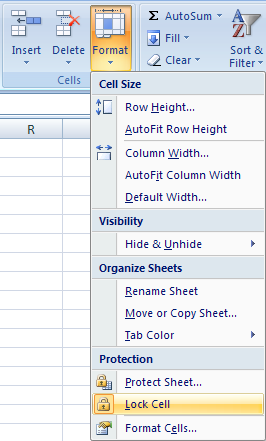 Insert Delete Format
Cells
Σ AutoSum
Fill
Clear
Sort &
Filter
R
Cell Size
Row Height...
AutoFit Row Height
Column Width...
AutoFit Column Width
Default Width...
Visibility
Hide & Unhide
Organize Sheets
Rename Sheet
Move or Copy Sheet...
Tab Color
Protection
Protect Sheet...
Lock Cell
Format Cells...